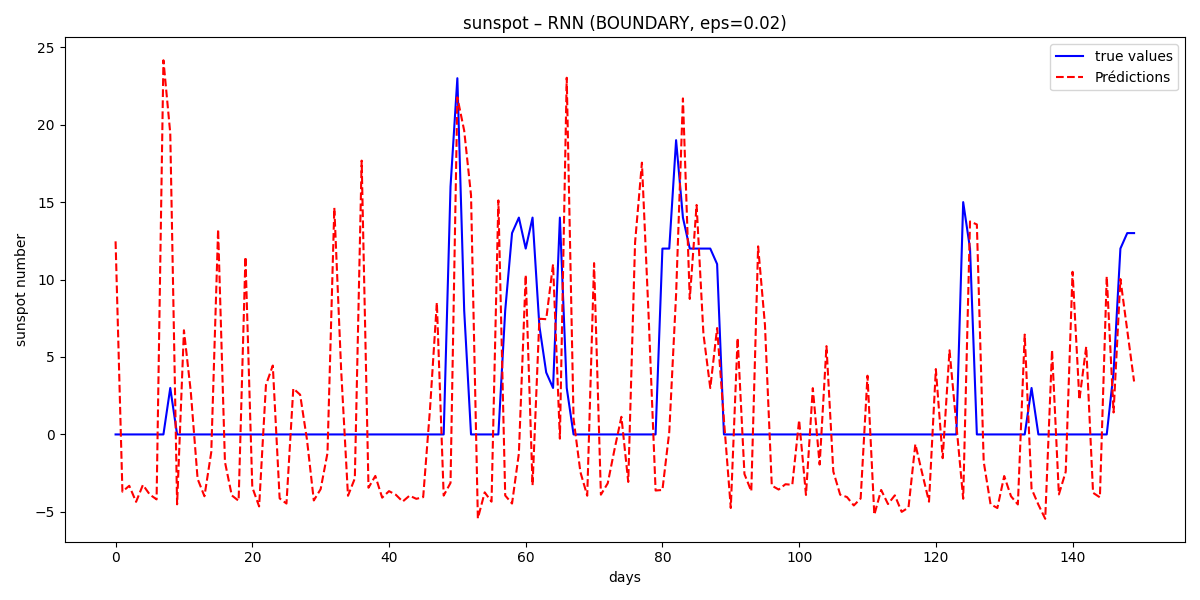 sunspot – RNN (BOUNDARY, eps=0.02)
true values
Prédictions
sunspot number
25
20
15
10
5
0
−5
0 20 40 60 80 100 120 140
days